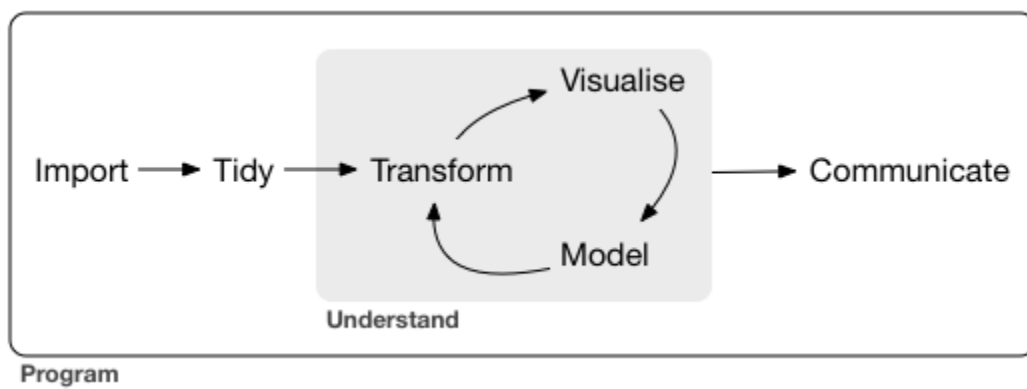 Visualise
Import Tidy Transform Communicate
Model
Understand
Program